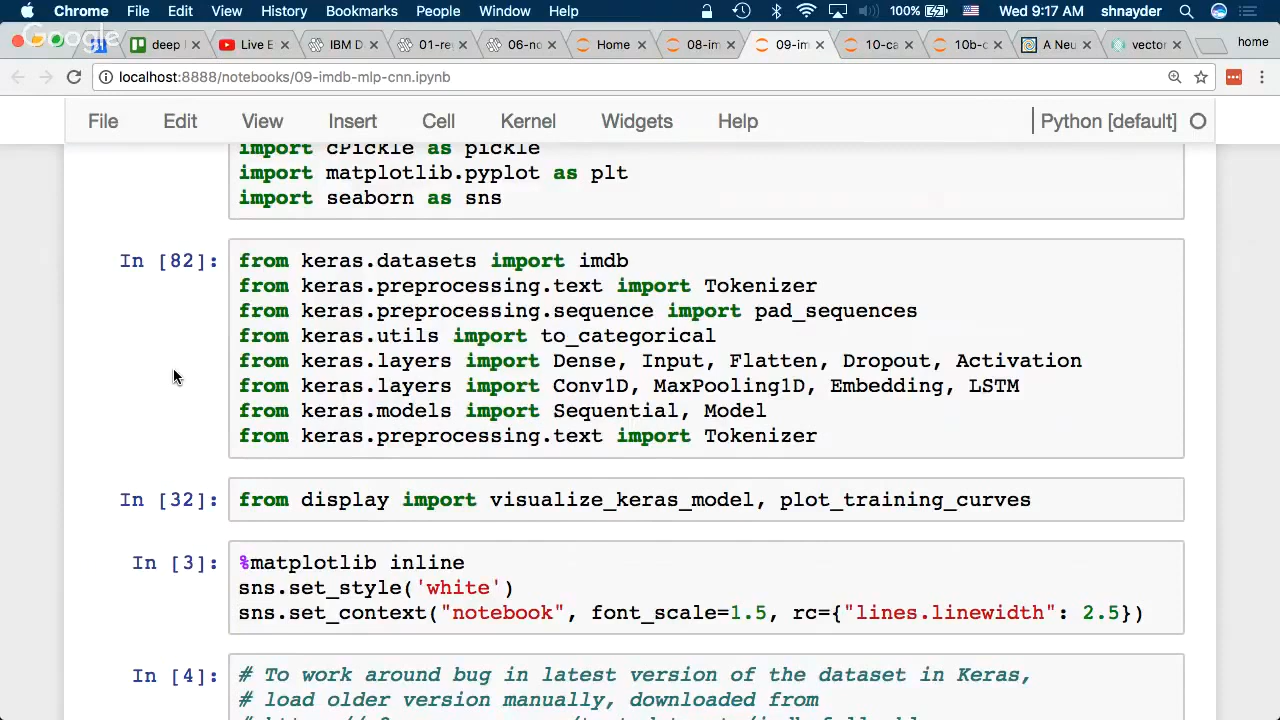 Chrome File Edit View History Bookmarks People Window Help 100% Wed 9:17 AM shnayder
Google
deep l Live E IBM D 01-re 06-m Home 08-im 09-im 10-ca 10b-c A Neu vector home
localhost:8888/notebooks/09-imdb-mlp-cnn.ipynb
File Edit View Insert Cell Kernel Widgets Help Python [default]
import cPickle as pickle
import matplotlib.pyplot as plt
import seaborn as sns
In [82]: from keras.datasets import imdb
from keras.preprocessing.text import Tokenizer
from keras.preprocessing.sequence import pad_sequences
from keras.utils import to_categorical
from keras.layers import Dense, Input, Flatten, Dropout, Activation
from keras.layers import Conv1D, MaxPooling1D, Embedding, LSTM
from keras.models import Sequential, Model
from keras.preprocessing.text import Tokenizer
In [32]: from display import visualize_keras_model, plot_training_curves
In [3]: %matplotlib inline
sns.set_style('white')
sns.set_context("notebook", font_scale=1.5, rc={"lines.linewidth": 2.5})
In [4]: # To work around bug in latest version of the dataset in Keras,
# load older version manually, downloaded from